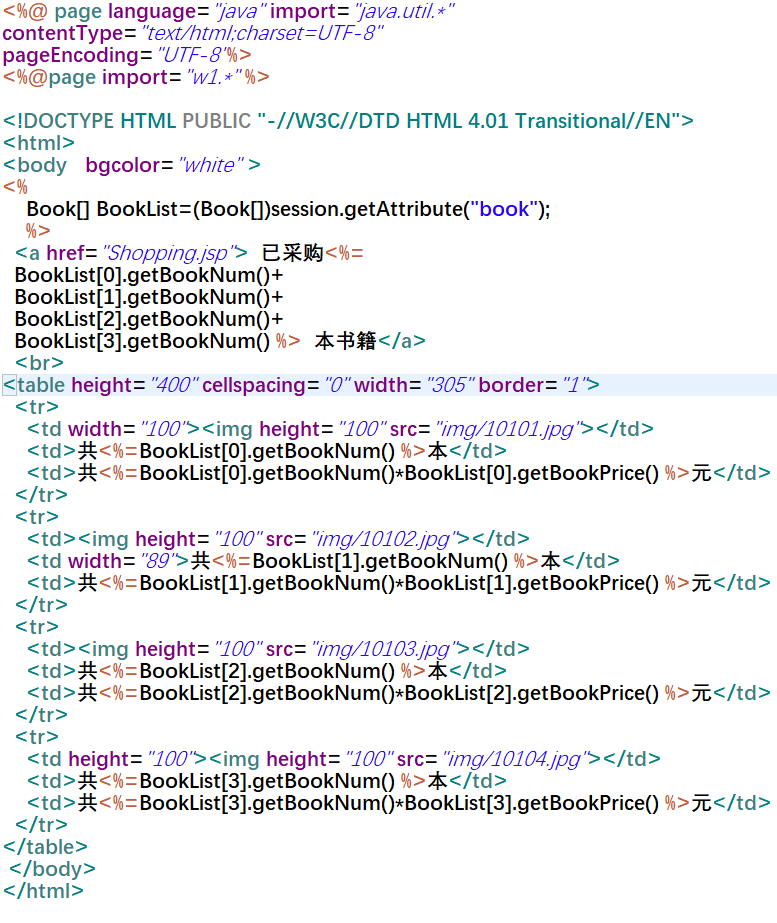 <%@ page language="java" import="java.util.*"
contentType="text/html;charset=UTF-8"
pageEncoding="UTF-8"%>
<%@page import="w1.*"%>
<!DOCTYPE HTML PUBLIC "-//W3C//DTD HTML 4.01 Transitional//EN">
<html>
<body   bgcolor="white" >
<%
Book[] BookList=(Book[])session.getAttribute("book");
%>
<a href="Shopping.jsp">  已采购<%=
BookList[0].getBookNum()+
BookList[1].getBookNum()+
BookList[2].getBookNum()+
BookList[3].getBookNum() %>  本书籍</a>
<br>
<table height="400" cellspacing="0" width="305" border="1">
<tr>
<td width="100"><img height="100" src="img/10101.jpg"></td>
<td>共<%=BookList[0].getBookNum() %>本</td>
<td>共<%=BookList[0].getBookNum()*BookList[0].getBookPrice() %>元</td>
</tr>
<tr>
<td><img height="100" src="img/10102.jpg"></td>
<td width="89">共<%=BookList[1].getBookNum() %>本</td>
<td>共<%=BookList[1].getBookNum()*BookList[1].getBookPrice() %>元</td>
</tr>
<tr>
<td><img height="100" src="img/10103.jpg"></td>
<td>共<%=BookList[2].getBookNum() %>本</td>
<td>共<%=BookList[2].getBookNum()*BookList[2].getBookPrice() %>元</td>
</tr>
<tr>
<td height="100"><img height="100" src="img/10104.jpg"></td>
<td>共<%=BookList[3].getBookNum() %>本</td>
<td>共<%=BookList[3].getBookNum()*BookList[3].getBookPrice() %>元</td>
</tr>
</table>
</body>
</html>